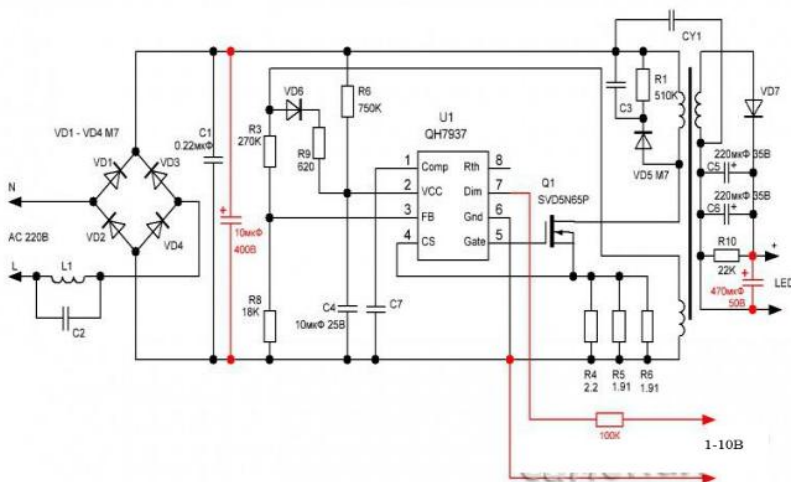 CY1
R6
750K
R1
510K
C3
VD7
VD6
U1
QH7937
VD1 - VD4 M7
C1
0.22мкФ
R3
270K
R9
620
VD5 M7
220мкФ 35В
C5
VD1
VD3
1 Comp Rth 8
2 VCC Dim 7
3 FB Gnd 6
4 CS Gate 5
Q1
SVD5N65P
220мкФ 35В
C6
N
+
10мкФ
400В
AC 220В
VD2
VD4
R10
22K
+
L
L1
+
470мкФ
50В
LED
C2
R8
18K
C4
10мкФ 25В
C7
R4
2.2
R5
1.91
R6
1.91
100K
1-10В